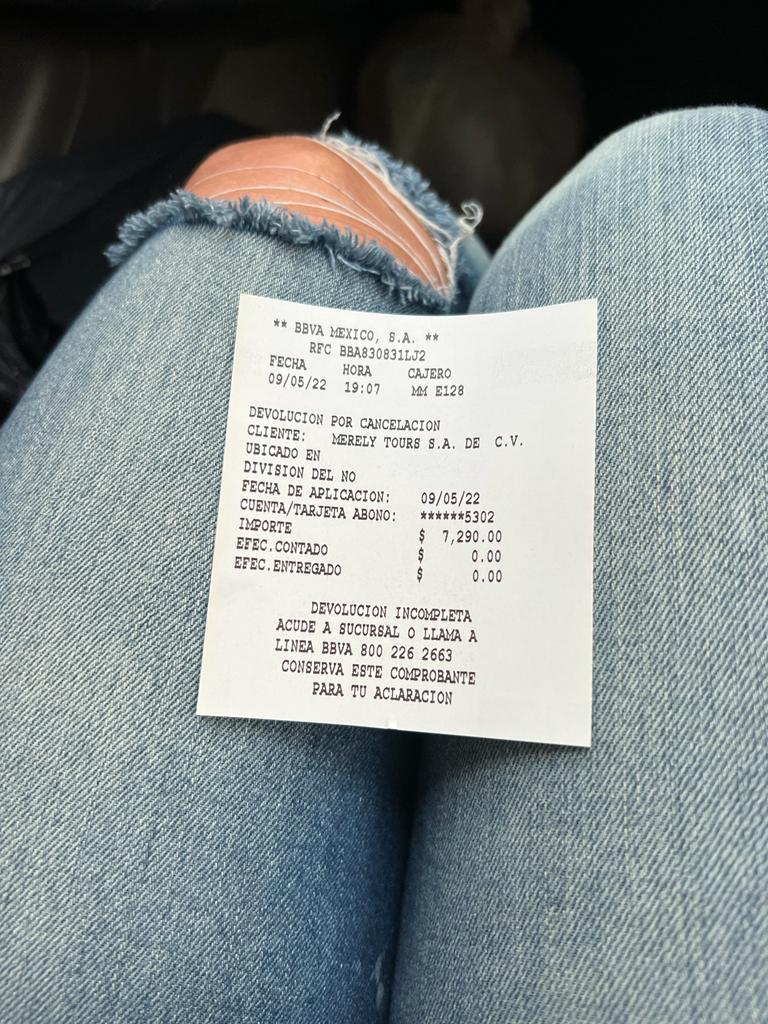 ** BBVA MEXICO, S.A. **
RFC BBA830831LJ2
FECHA HORA CAJERO
09/05/22 19:07 MM E128
DEVOLUCION POR CANCELACION
CLIENTE: MERELY TOURS S.A. DE C.V.
UBICADO EN
DIVISION DEL NO
FECHA DE APLICACION: 09/05/22
CUENTA/TARJETA ABONO: ******5302
IMPORTE $ 7,290.00
EFEC.CONTADO $ 0.00
EFEC.ENTREGADO $ 0.00
DEVOLUCION INCOMPLETA
ACUDE A SUCURSAL O LLAMA A
LINEA BBVA 800 226 2663
CONSERVA ESTE COMPROBANTE
PARA TU ACLARACION